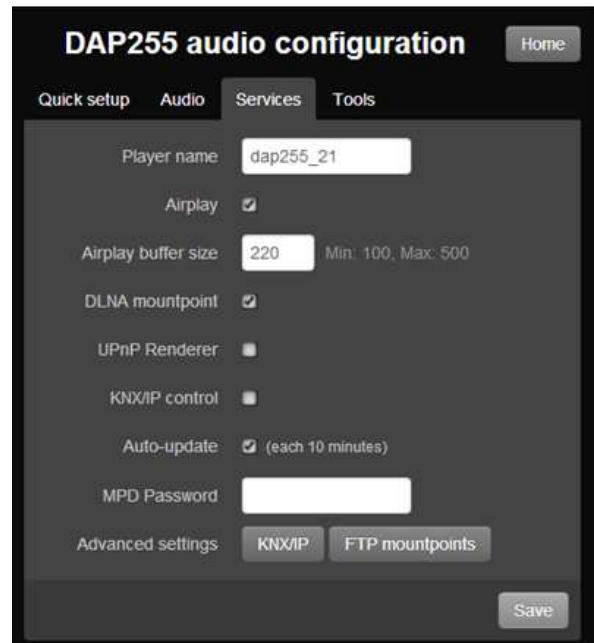 DAP255 audio configuration Home
Quick setup Audio Services Tools
Player name dap255_21
Airplay
Airplay buffer size 220 Min: 100, Max: 500
DLNA mountpoint
UPnP Renderer
KNX/IP control
Auto-update (each 10 minutes)
MPD Password
Advanced settings KNX/IP FTP mountpoints
Save